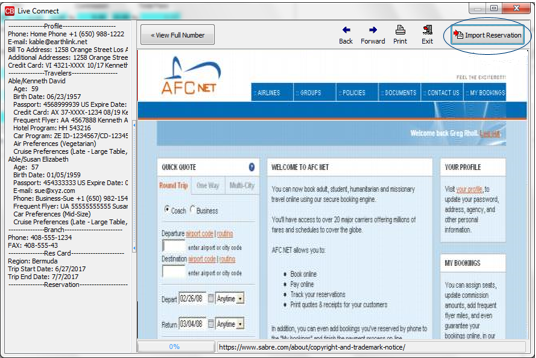 Live Connect
-----------------Profile-----------------
Phone: Home Phone +1 (650) 988-1222
E-mail: kable@earthlink.net
Bill To Address: 1258 Orange Street Los A
Additional Addresses: 1258 Orange Stre
Credit Card: VI 4321-XXXX 10/17 Kennet
-----------------Travelers-----------------
Able/Kenneth David
Age: 59
Birth Date: 06/23/1957
Passport: 4568999939 US Expire Date:
Credit Card: AX 37-XXXX-1234 08/19 Ke
Frequent Flyer: AA 4567888 Kenneth A
Hotel Program: HH 543216
Car Program: ZE ID-1234567/CD-1234
Air Preferences (Vegetarian)
Cruise Preferences (Late - Large Table,
Able/Susan Elizabeth
Age: 57
Birth Date: 01/05/1959
Passport: 454333333 US Expire Date: 0
E-mail: sue@xyz.com
Phone: Business-Sue +1 (650) 982-154
Frequent Flyer: UA 55555555555 Susan
Car Preferences (Mid-Size)
Cruise Preferences (Late - Large Table,
-----------------Branch-----------------
Phone: 408-555-1234
FAX: 408-555-43
-----------------Res Card-----------------
Region: Bermuda
Trip Start Date: 6/27/2017
Trip End Date: 7/7/2017
-----------------Reservation-----------------
« View Full Number
Back Forward Print Exit
Import Reservation
AFC NET
FEEL THE EXCITEMENT!
:: AIRLINES :: GROUPS :: POLICIES :: DOCUMENTS :: CONTACT US :: MY BOOKINGS
Welcome back Greg Rholl. Log out
QUICK QUOTE
Round Trip One Way Multi-City
Coach Business
Departure airport code | routing
enter airport or city code
Destination airport code | routing
enter airport or city code
Depart 02/26/08 Anytime
Return 03/04/08 Anytime
WELCOME TO AFC NET
You can now book adult, student, humanitarian and missionary
travel online using our secure booking engine.
You'll have access to over 20 major carriers offering millions of
fares and schedules to cover the globe.
AFC NET allows you to:
● Book online
● Pay online
● Track your reservations
● Print quotes & receipts for your customers
In addition, you can even add bookings you've reserved by phone to
the "My bookings" and finish the payment process on line.
YOUR PROFILE
Visit your profile, to
update your password,
address, agency, and
other personal
information.
MY BOOKINGS
You can assign seats,
update commission
amounts, add frequent
flyer miles, and even
guarantee your
bookings online, in our
0%
https://www.sabre.com/about/copyright-and-trademark-notice/